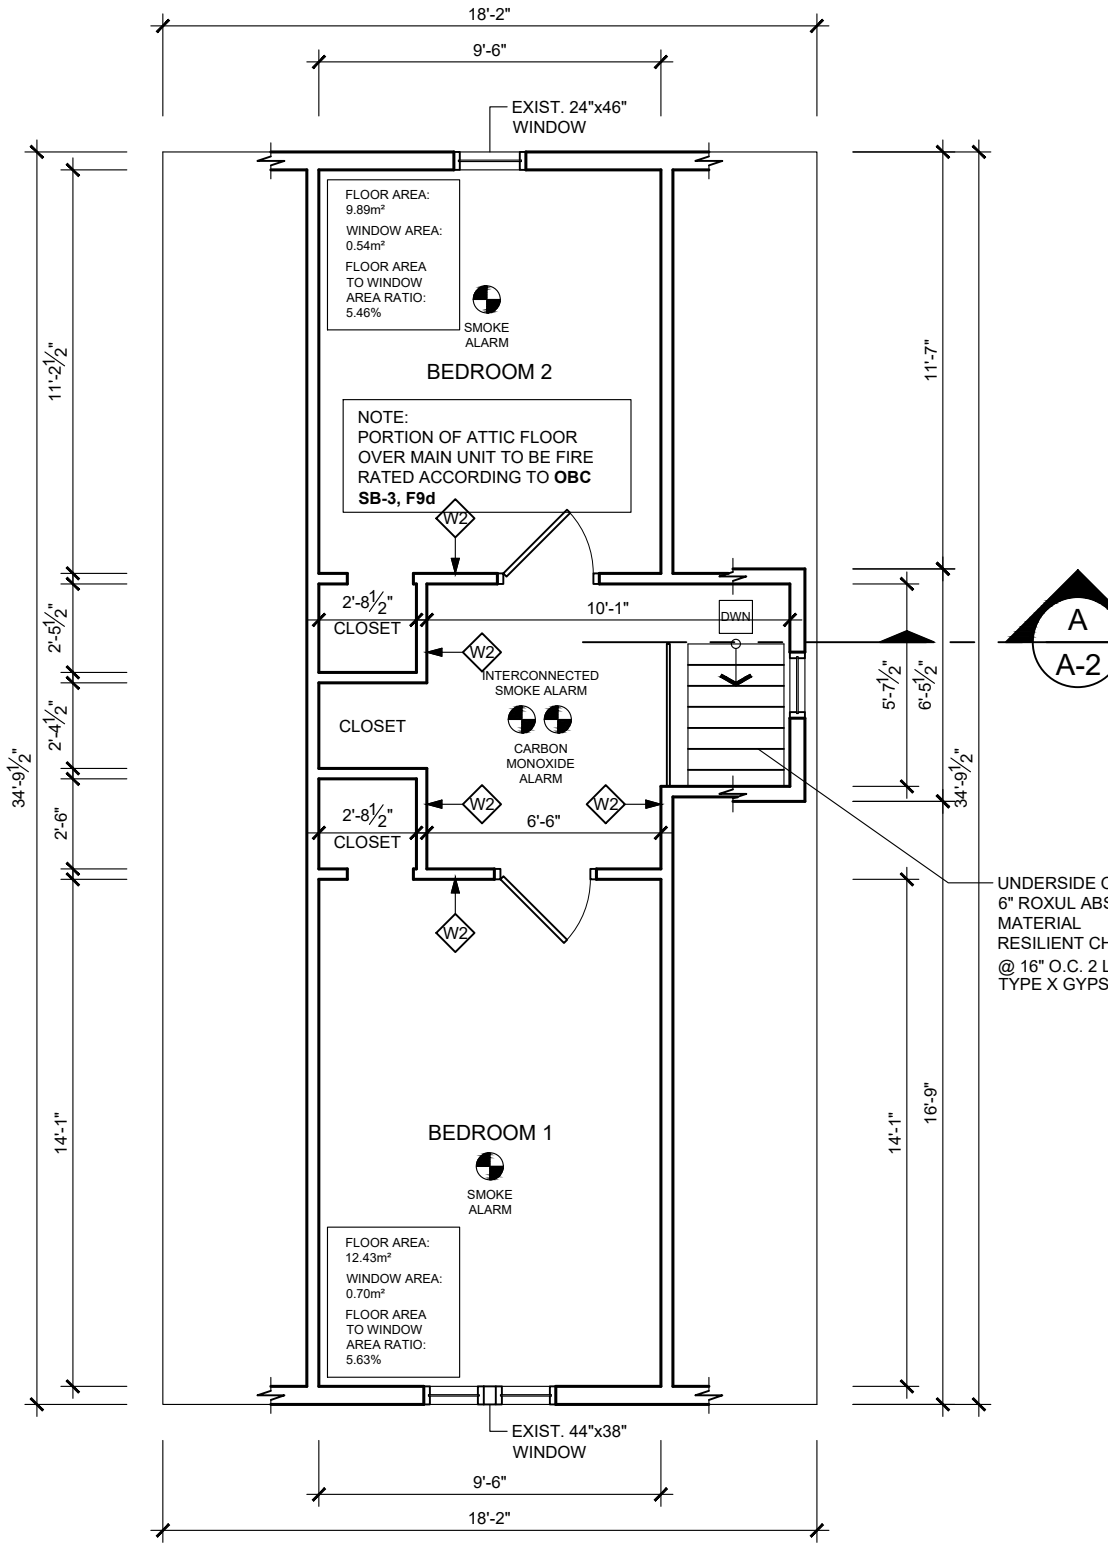 18'-2"
9'-6"
EXIST. 24"x46"
WINDOW
FLOOR AREA:
9.89m²
WINDOW AREA:
0.54m²
FLOOR AREA
TO WINDOW
AREA RATIO:
5.46%
SMOKE
ALARM
BEDROOM 2
11'-2½"
11'-7"
NOTE:
PORTION OF ATTIC FLOOR
OVER MAIN UNIT TO BE FIRE
RATED ACCORDING TO OBC
SB-3, F9d
W2
2'-8½"
CLOSET
10'-1"
DWN
A
A-2
2'-5½"
W2
INTERCONNECTED
SMOKE ALARM
5'-7½"
6'-5½"
CLOSET
2'-4½"
CARBON
MONOXIDE
ALARM
34'-9½"
34'-9½"
2'-6"
2'-8½"
CLOSET
W2
6'-6"
W2
UNDERSIDE
6" ROXUL
MATERIAL
RESILIENT
@ 16" O.C. 2
TYPE X
W2
14'-1"
14'-1"
16'-9"
BEDROOM 1
SMOKE
ALARM
FLOOR AREA:
12.43m²
WINDOW AREA:
0.70m²
FLOOR AREA
TO WINDOW
AREA RATIO:
5.63%
EXIST. 44"x38"
WINDOW
9'-6"
18'-2"